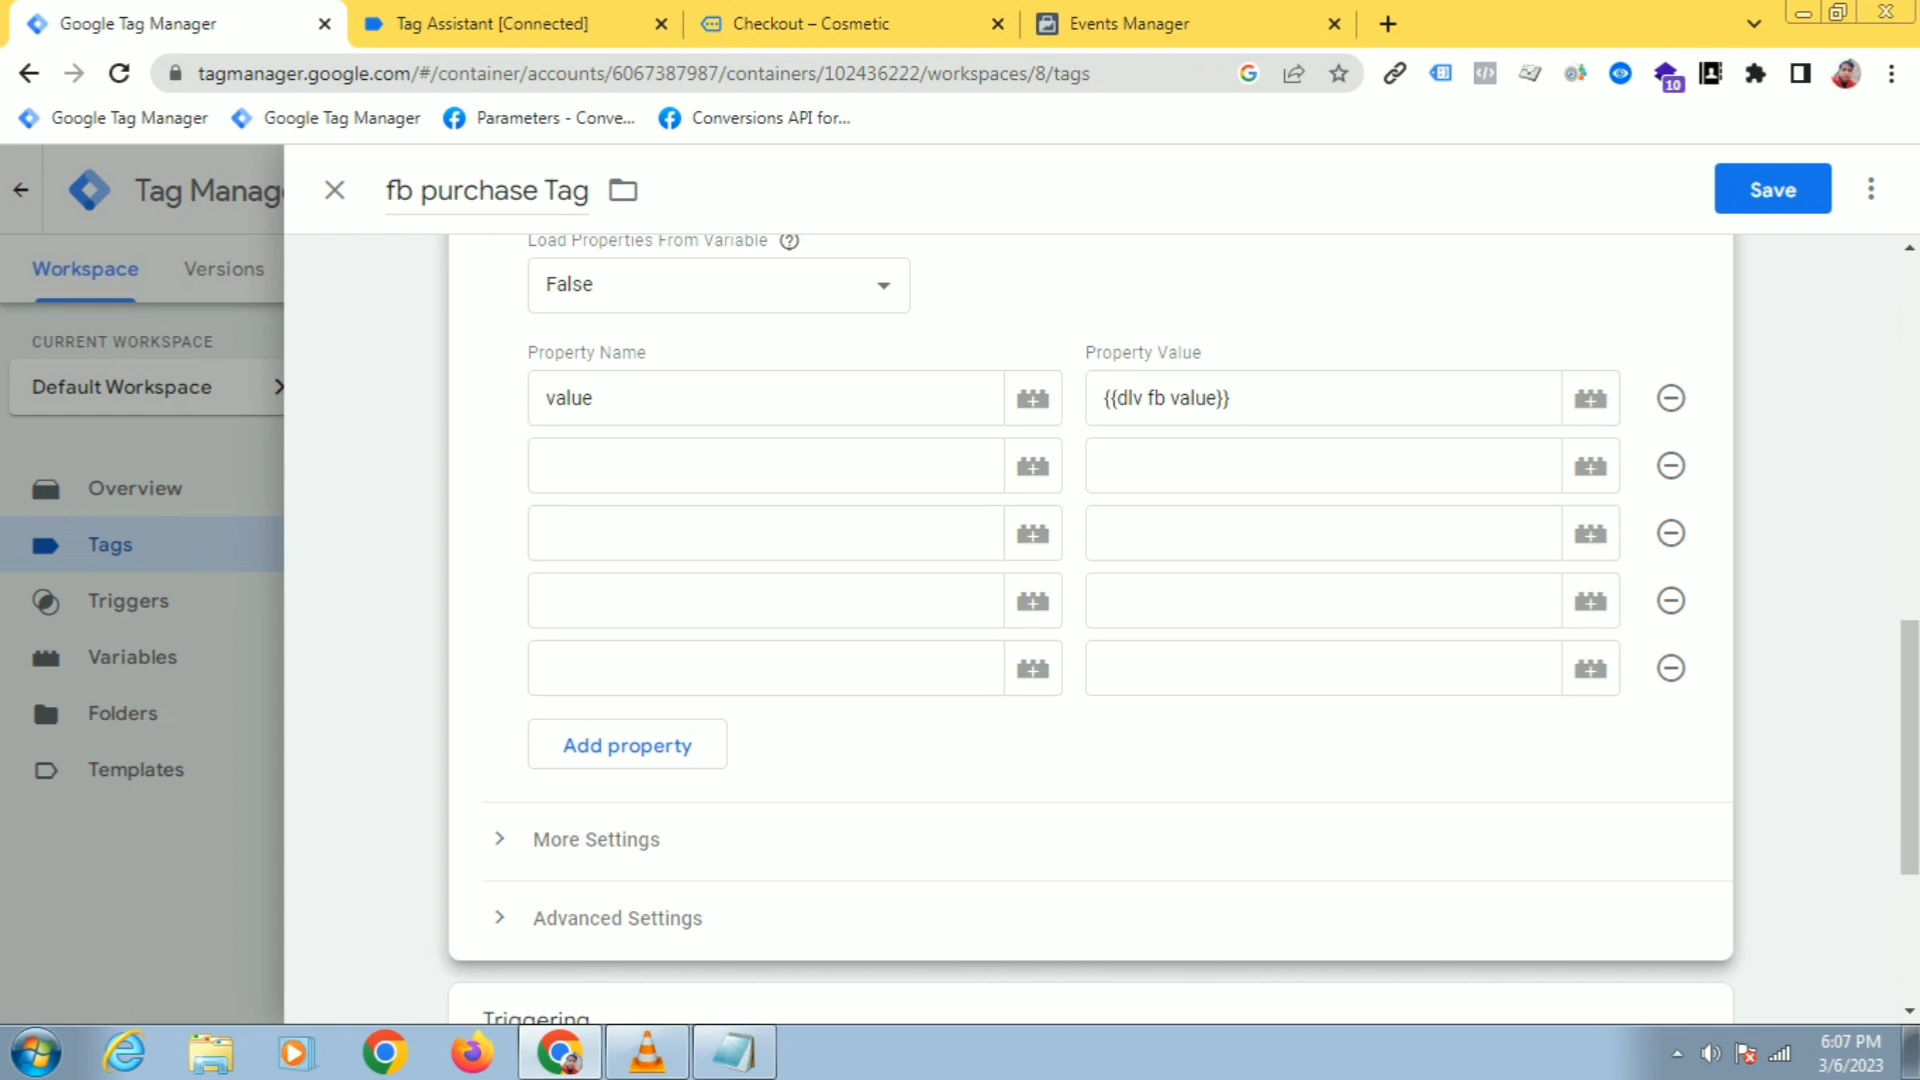 Google Tag Manager
Tag Assistant [Connected]
Checkout – Cosmetic
Events Manager
tagmanager.google.com/#/container/accounts/6067387987/containers/102436222/workspaces/8/tags
10
Google Tag Manager
Google Tag Manager
Parameters - Conve...
Conversions API for...
Tag Manag
fb purchase Tag
Save
Workspace
Versions
Load Properties From Variable
False
CURRENT WORKSPACE
Default Workspace
Property Name
Property Value
value
{{dlv fb value}}
Overview
Tags
Triggers
Variables
Folders
Templates
Add property
More Settings
Advanced Settings
Triggering
6:07 PM
3/6/2023